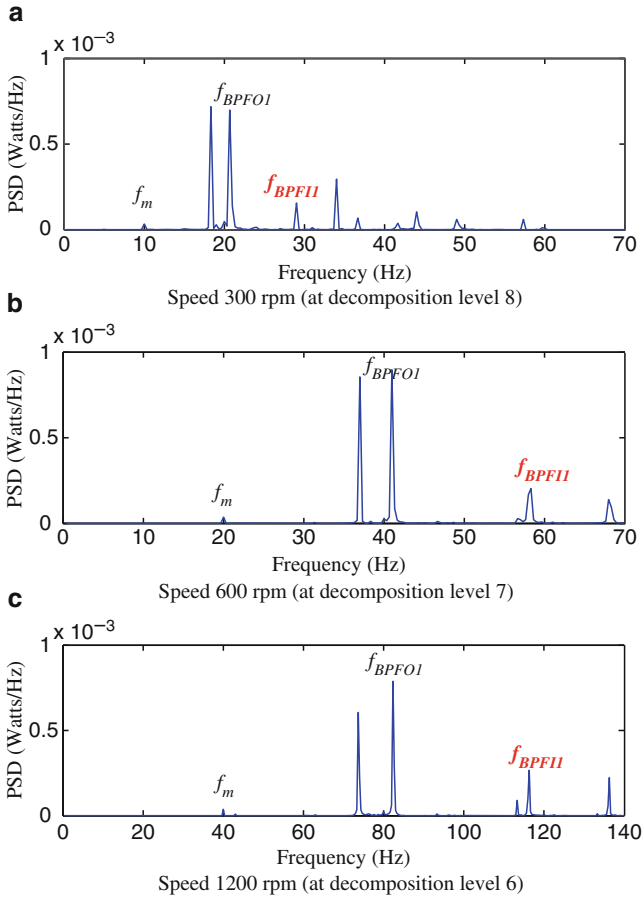 a
1 x 10⁻³
f_BPFO1
f_m
f_BPFI1
PSD (Watts/Hz)
0.5
0
0 10 20 30 40 50 60 70
Frequency (Hz)
Speed 300 rpm (at decomposition level 8)
b
x 10⁻³
1
f_BPFO1
f_m
f_BPFI1
PSD (Watts/Hz)
0.5
0
0 10 20 30 40 50 60 70
Frequency (Hz)
Speed 600 rpm (at decomposition level 7)
c
x 10⁻³
1
f_BPFO1
f_m
f_BPFI1
PSD (Watts/Hz)
0.5
0
0 20 40 60 80 100 120 140
Frequency (Hz)
Speed 1200 rpm (at decomposition level 6)